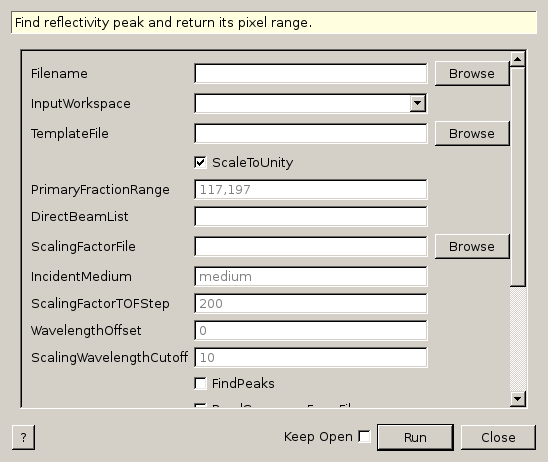 Find reflectivity peak and return its pixel range.
Filename Browse
InputWorkspace
TemplateFile Browse
ScaleToUnity
PrimaryFractionRange 117,197
DirectBeamList
ScalingFactorFile Browse
IncidentMedium medium
ScalingFactorTOFStep 200
WavelengthOffset 0
ScalingWavelengthCutoff 10
FindPeaks
? Keep Open Run Close